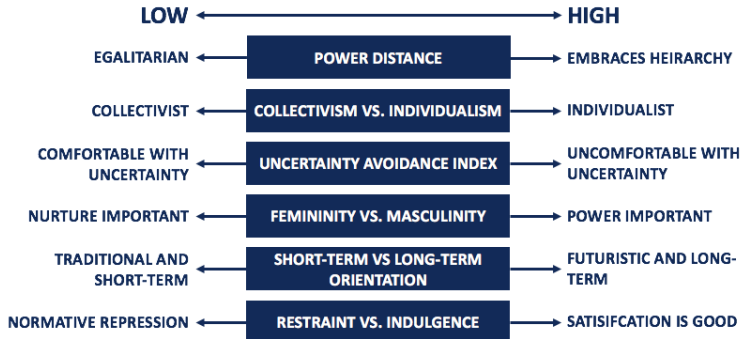 LOW HIGH
EGALITARIAN POWER DISTANCE EMBRACES HEIRARCHY
COLLECTIVIST COLLECTIVISM VS. INDIVIDUALISM INDIVIDUALIST
COMFORTABLE WITH
UNCERTAINTY
UNCERTAINTY AVOIDANCE INDEX
UNCOMFORTABLE WITH
UNCERTAINTY
NURTURE IMPORTANT FEMININITY VS. MASCULINITY POWER IMPORTANT
TRADITIONAL AND
SHORT-TERM
SHORT-TERM VS LONG-TERM
ORIENTATION
FUTURISTIC AND LONG-
TERM
NORMATIVE REPRESSION RESTRAINT VS. INDULGENCE SATISIFCATION IS GOOD